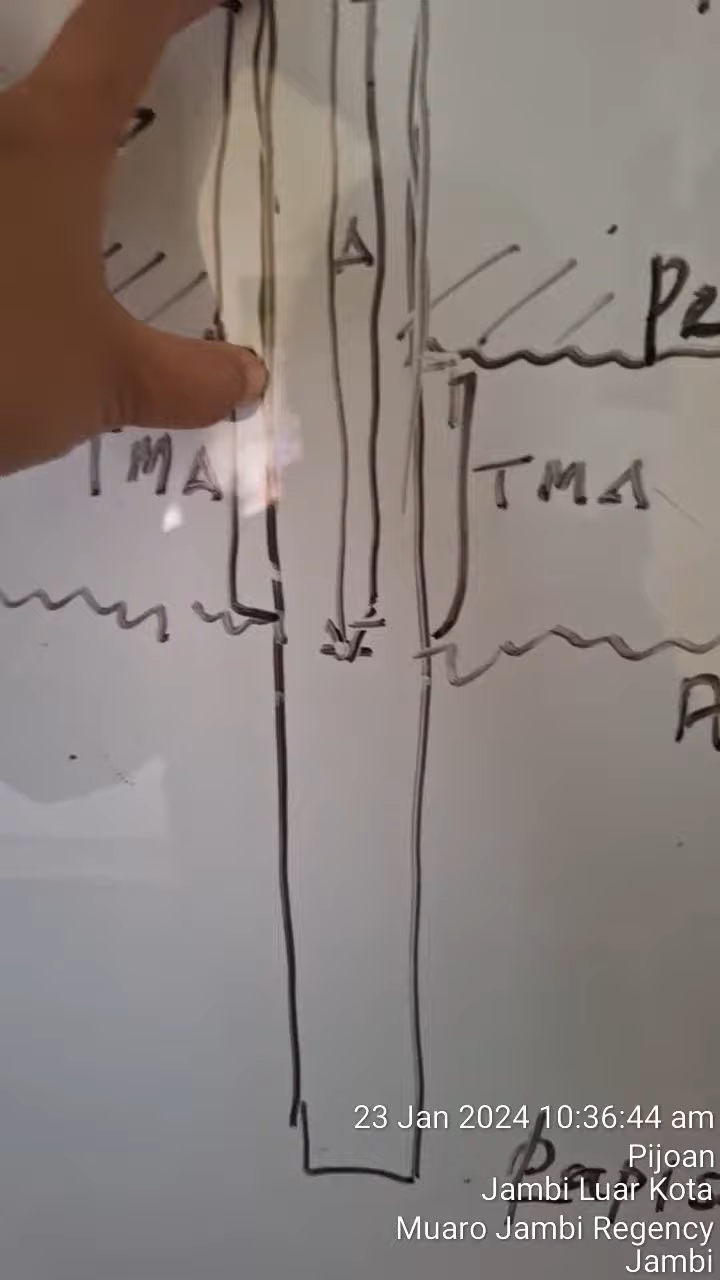 Δ
TMA
TMA
23 Jan 2024 10:36:44 am
Pijoan
Jambi Luar Kota
Muaro Jambi Regency
Jambi